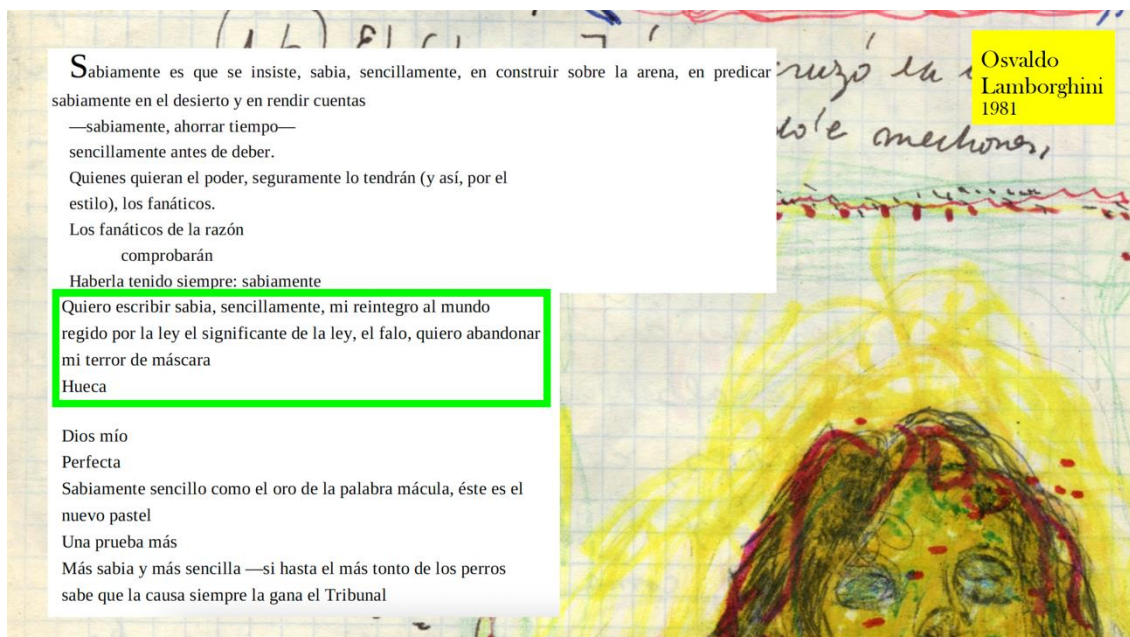 Osvaldo
Lamborghini
1981
Sabiamente es que se insiste, sabia, sencillamente, en construir sobre la arena, en predicar
sabiamente en el desierto y en rendir cuentas
—sabiamente, ahorrar tiempo—
sencillamente antes de deber.
Quienes quieran el poder, seguramente lo tendrán (y así, por el
estilo), los fanáticos.
Los fanáticos de la razón
comprobarán
Haberla tenido siempre: sabiamente
Quiero escribir sabia, sencillamente, mi reintegro al mundo
regido por la ley el significante de la ley, el falo, quiero abandonar
mi terror de máscara
Hueca
Dios mío
Perfecta
Sabiamente sencillo como el oro de la palabra mácula, éste es el
nuevo pastel
Una prueba más
Más sabia y más sencilla —si hasta el más tonto de los perros
sabe que la causa siempre la gana el Tribunal
mechones,